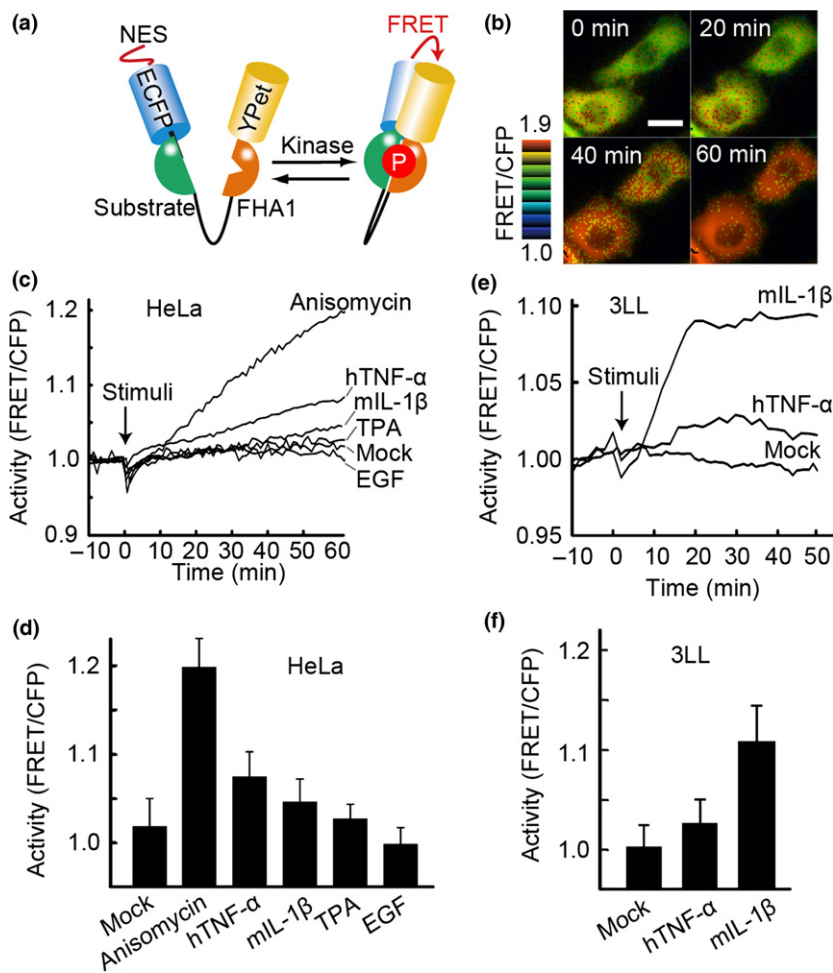 (a)
NES
ECFP
Substrate
YPet
FHA1
Kinase
FRET
P
(b)
0 min
20 min
40 min
60 min
1.9
FRET/CFP
1.0
(c)
HeLa
Activity (FRET/CFP)
1.2
1.1
1.0
0.9
Stimuli
Anisomycin
hTNF-α
mIL-1β
TPA
Mock
EGF
–10 0 10 20 30 40 50 60
Time (min)
(e)
3LL
Activity (FRET/CFP)
1.10
1.05
1.00
0.95
Stimuli
mIL-1β
hTNF-α
Mock
–10 0 10 20 30 40 50
Time (min)
(d)
HeLa
Activity (FRET/CFP)
1.2
1.1
1.0
Mock
Anisomycin
hTNF-α
mIL-1β
TPA
EGF
(f)
3LL
Activity (FRET/CFP)
1.2
1.1
1.0
Mock
hTNF-α
mIL-1β